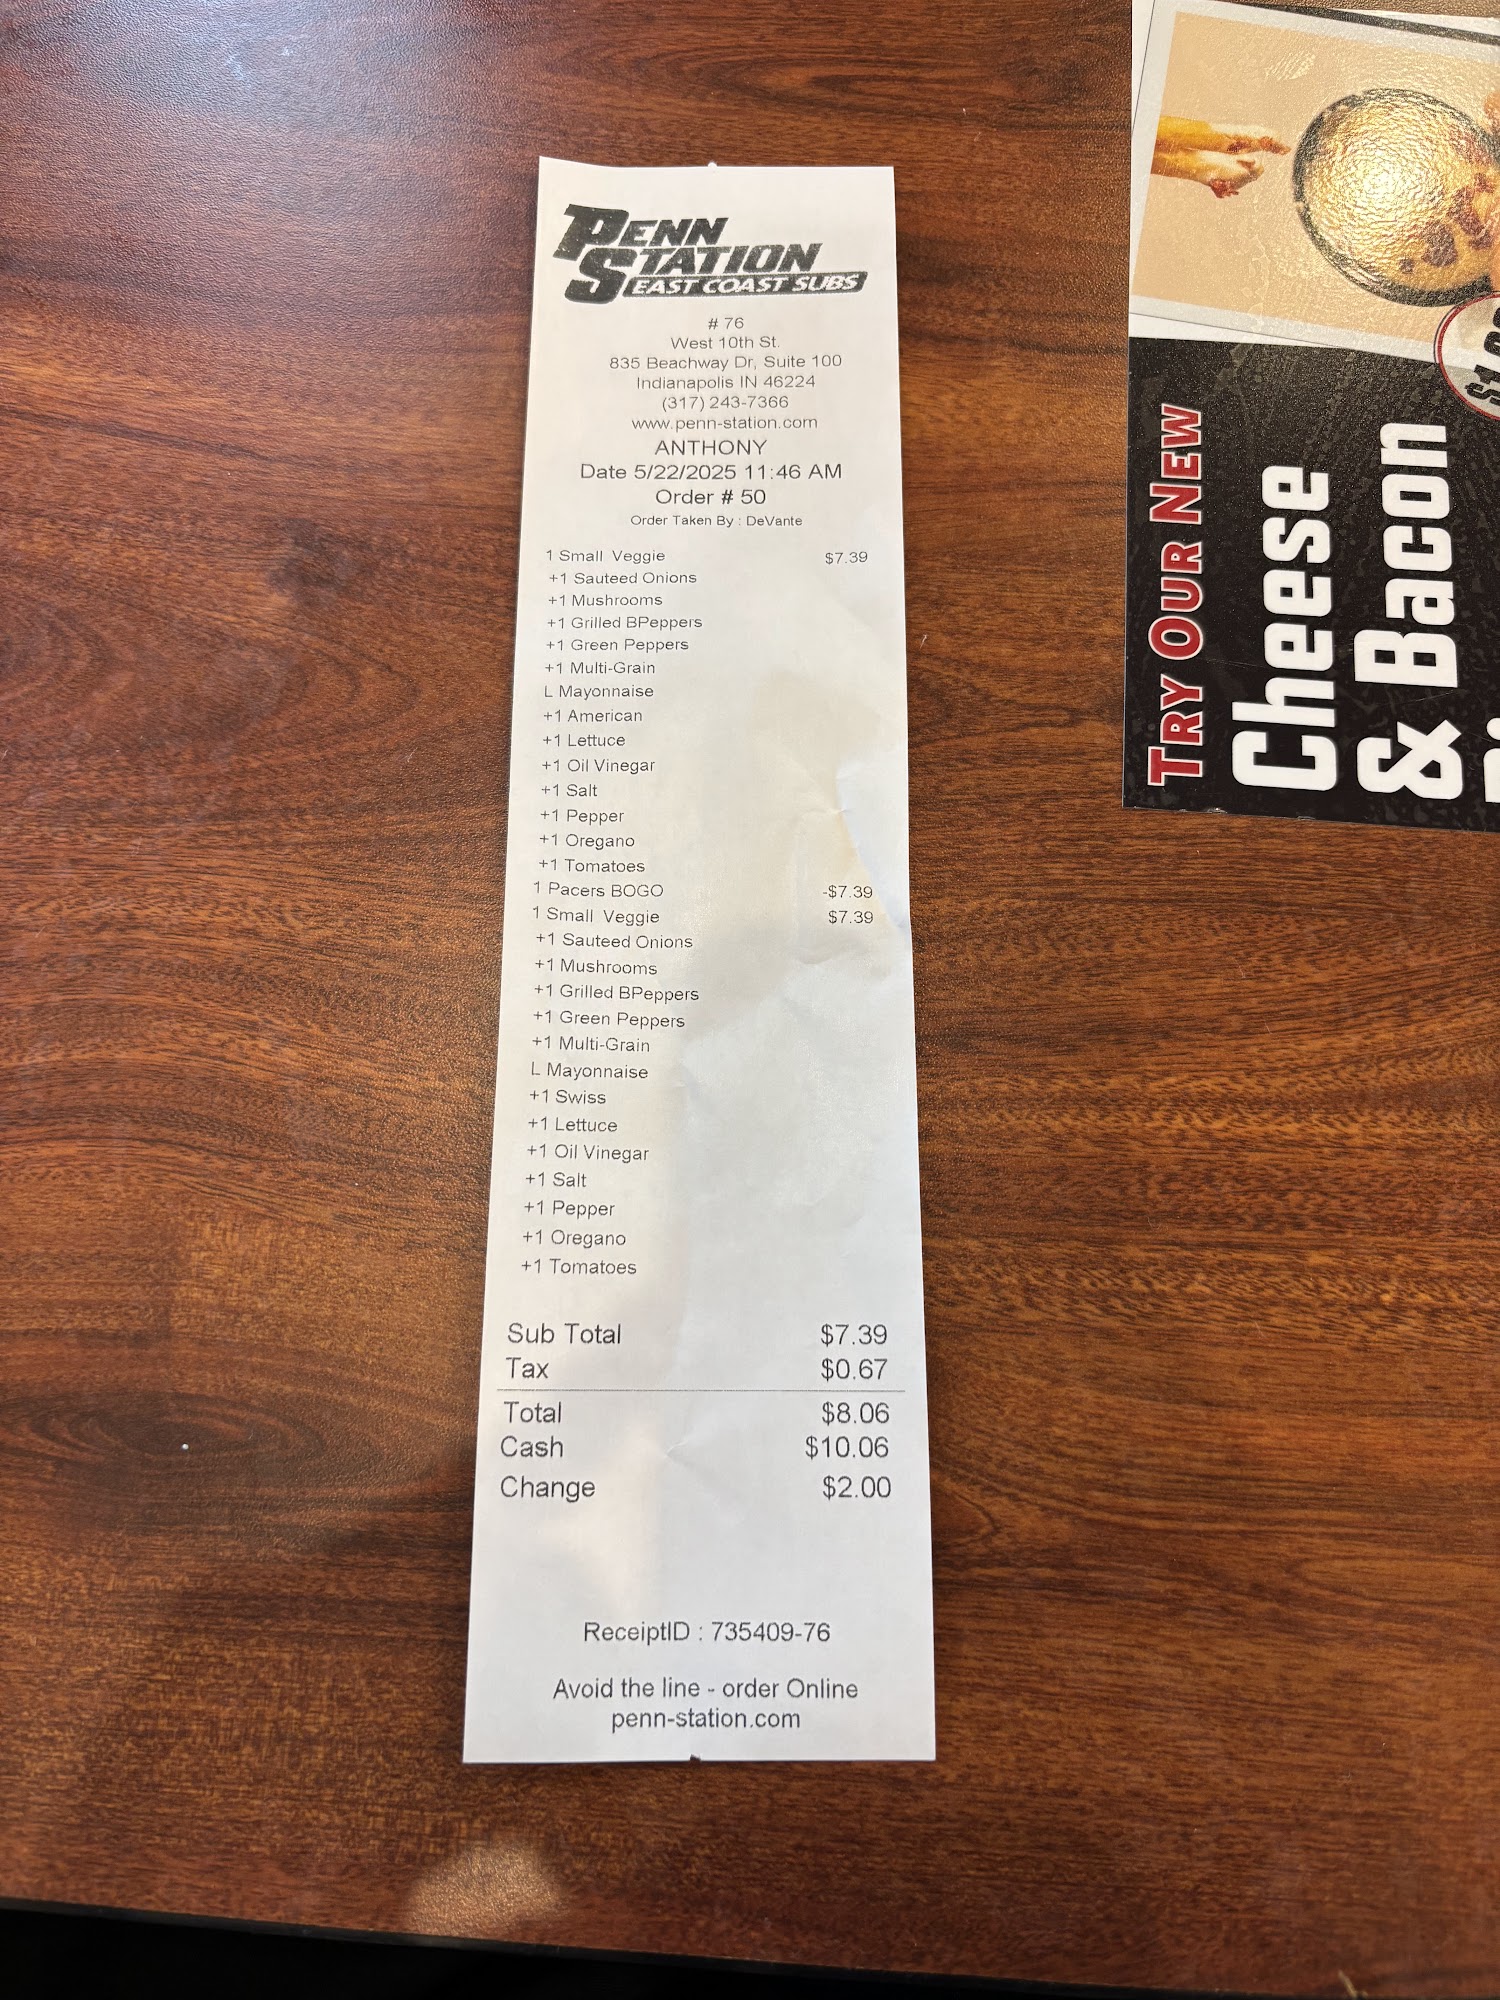 PENN
STATION
EAST COAST SUBS
# 76
West 10th St.
835 Beachway Dr, Suite 100
Indianapolis IN 46224
(317) 243-7366
www.penn-station.com
ANTHONY
Date 5/22/2025 11:46 AM
Order # 50
Order Taken By : DeVante
1 Small Veggie $7.39
+1 Sauteed Onions
+1 Mushrooms
+1 Grilled BPeppers
+1 Green Peppers
+1 Multi-Grain
L Mayonnaise
+1 American
+1 Lettuce
+1 Oil Vinegar
+1 Salt
+1 Pepper
+1 Oregano
+1 Tomatoes
1 Pacers BOGO -$7.39
1 Small Veggie $7.39
+1 Sauteed Onions
+1 Mushrooms
+1 Grilled BPeppers
+1 Green Peppers
+1 Multi-Grain
L Mayonnaise
+1 Swiss
+1 Lettuce
+1 Oil Vinegar
+1 Salt
+1 Pepper
+1 Oregano
+1 Tomatoes
Sub Total $7.39
Tax $0.67
Total $8.06
Cash $10.06
Change $2.00
ReceiptID : 735409-76
Avoid the line - order Online
penn-station.com
TRY OUR NEW
Cheese
& Bacon